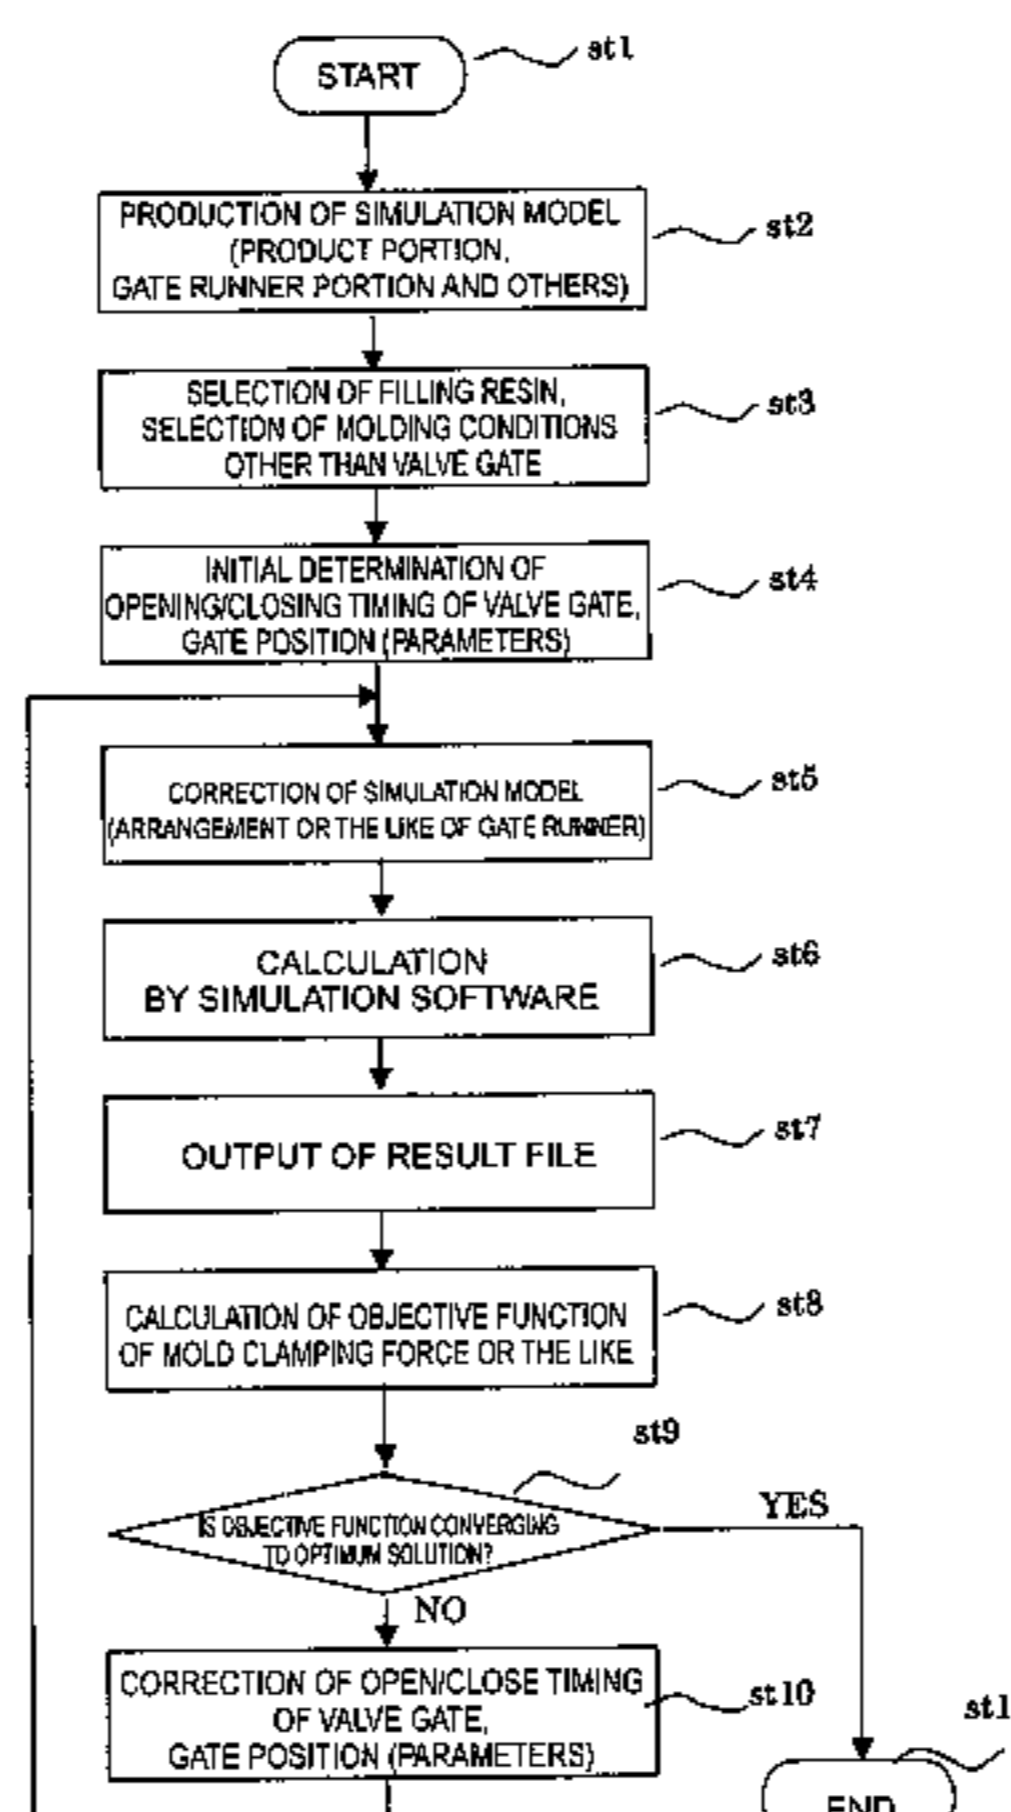 START
st1
PRODUCTION OF SIMULATION MODEL
(PRODUCT PORTION,
GATE RUNNER PORTION AND OTHERS)
st2
SELECTION OF FILLING RESIN,
SELECTION OF MOLDING CONDITIONS
OTHER THAN VALVE GATE
st3
INITIAL DETERMINATION OF
OPENING/CLOSING TIMING OF VALVE GATE,
GATE POSITION (PARAMETERS)
st4
CORRECTION OF SIMULATION MODEL
(ARRANGEMENT OR THE LIKE OF GATE RUNNER)
st5
CALCULATION
BY SIMULATION SOFTWARE
st6
OUTPUT OF RESULT FILE
st7
CALCULATION OF OBJECTIVE FUNCTION
OF MOLD CLAMPING FORCE OR THE LIKE
st8
st9
IS OBJECTIVE FUNCTION CONVERGING
TO OPTIMUM SOLUTION?
YES
NO
CORRECTION OF OPEN/CLOSE TIMING
OF VALVE GATE,
GATE POSITION (PARAMETERS)
st10
st1
END